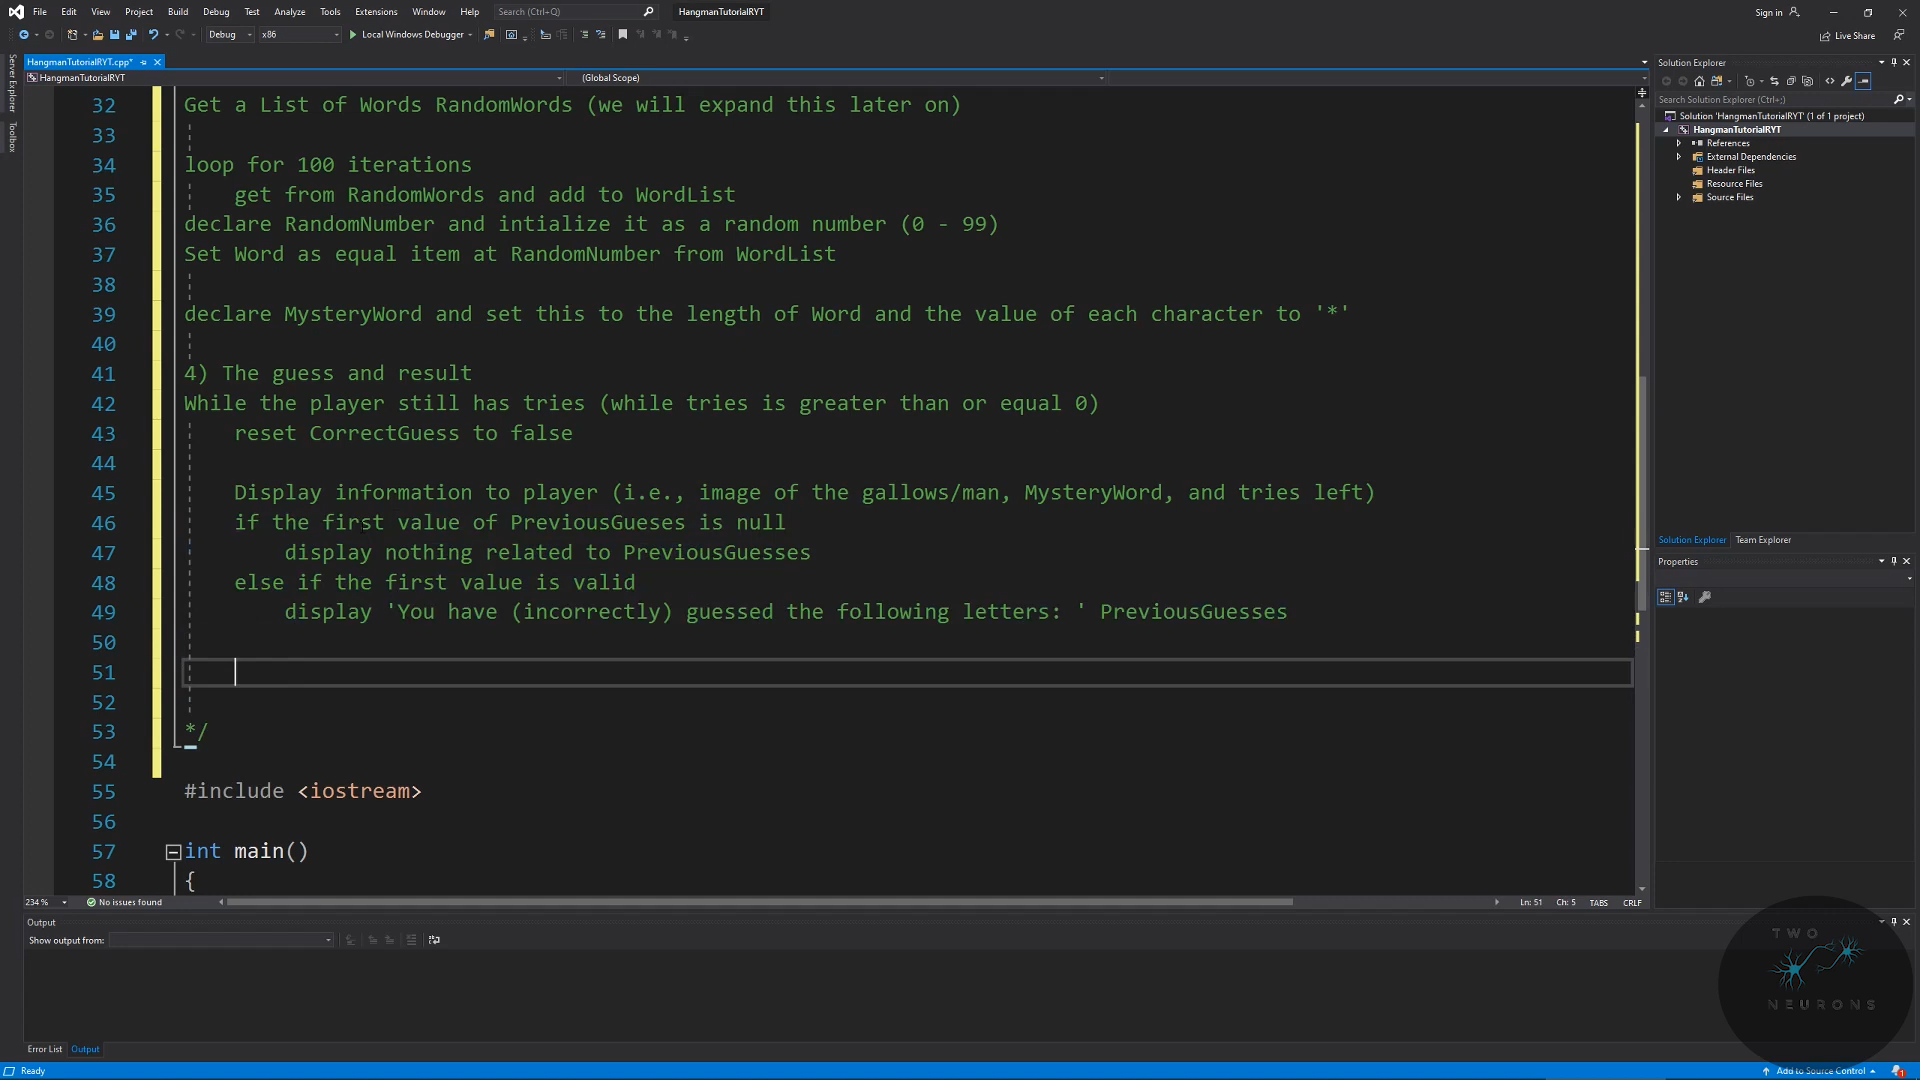 File Edit View Project Build Debug Test Analyze Tools Extensions Window Help Search (Ctrl+Q) HangmanTutorialRYT Sign in
Debug x86 Local Windows Debugger Live Share
Server Explorer
Toolbox
HangmanTutorialRYT.cpp*
HangmanTutorialRYT (Global Scope)
32 Get a List of Words RandomWords (we will expand this later on)
33
34 loop for 100 iterations
35 get from RandomWords and add to WordList
36 declare RandomNumber and intialize it as a random number (0 - 99)
37 Set Word as equal item at RandomNumber from WordList
38
39 declare MysteryWord and set this to the length of Word and the value of each character to '*'
40
41 4) The guess and result
42 While the player still has tries (while tries is greater than or equal 0)
43 reset CorrectGuess to false
44
45 Display information to player (i.e., image of the gallows/man, MysteryWord, and tries left)
46 if the first value of PreviousGueses is null
47 display nothing related to PreviousGuesses
48 else if the first value is valid
49 display 'You have (incorrectly) guessed the following letters: ' PreviousGuesses
50
51
52
53 */
54
55 #include <iostream>
56
57 int main()
58 {
234 % No issues found Ln: 51 Ch: 5 TABS CRLF
Output
Show output from:
Error List Output
Ready Add to Source Control 1
Solution Explorer
Search Solution Explorer (Ctrl+;)
Solution 'HangmanTutorialRYT' (1 of 1 project)
HangmanTutorialRYT
References
External Dependencies
Header Files
Resource Files
Source Files
Solution Explorer Team Explorer
Properties
TWO
NEURONS